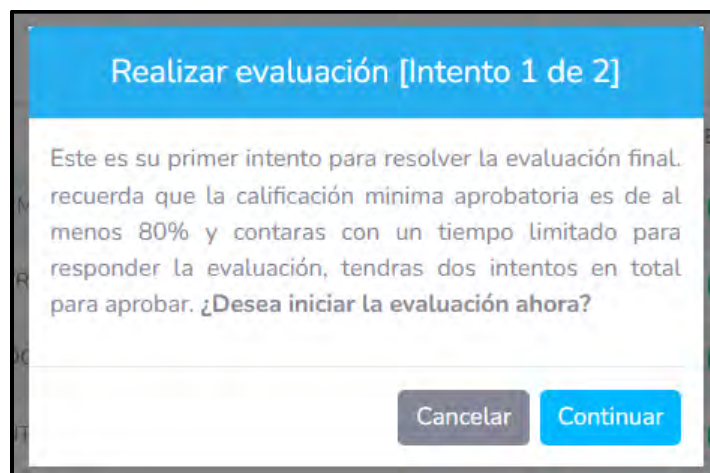 Realizar evaluación [Intento 1 de 2]
Este es su primer intento para resolver la evaluación final.
recuerda que la calificación minima aprobatoria es de al
menos 80% y contaras con un tiempo limitado para
responder la evaluación, tendras dos intentos en total
para aprobar. ¿Desea iniciar la evaluación ahora?
Cancelar
Continuar